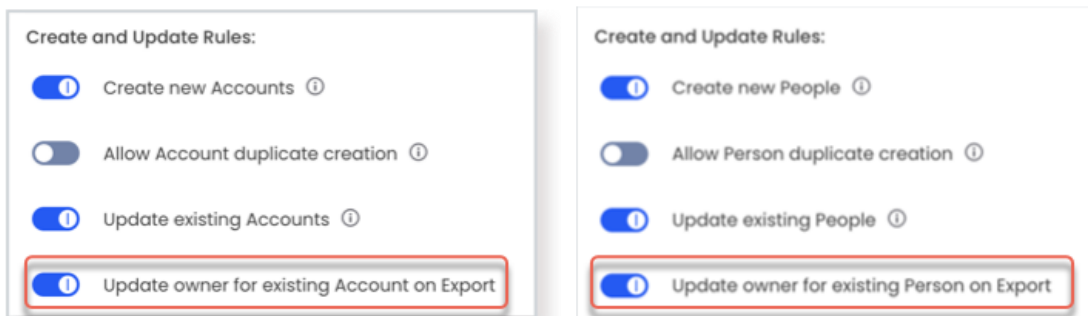 Create and Update Rules:
Create new Accounts
Allow Account duplicate creation
Update existing Accounts
Update owner for existing Account on Export
Create and Update Rules:
Create new People
Allow Person duplicate creation
Update existing People
Update owner for existing Person on Export